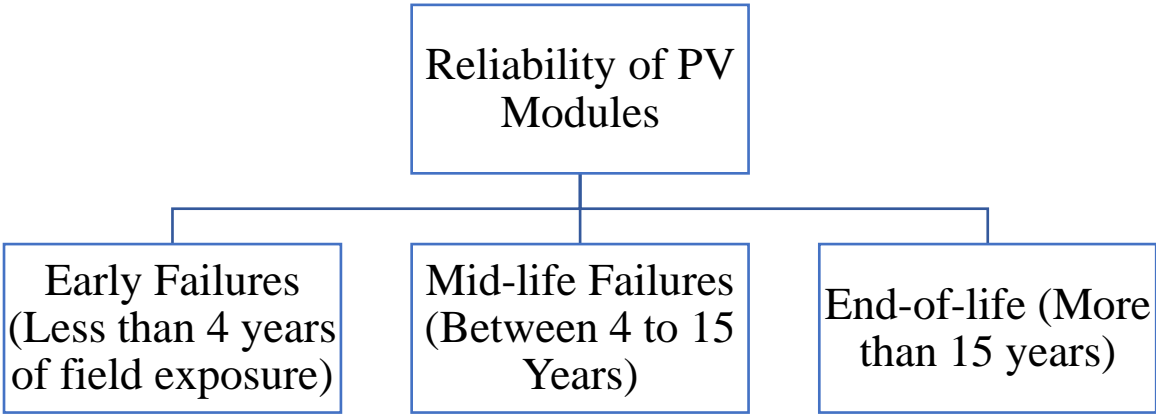 Reliability of PV
Modules
Early Failures
(Less than 4 years
of field exposure)
Mid-life Failures
(Between 4 to 15
Years)
End-of-life (More
than 15 years)